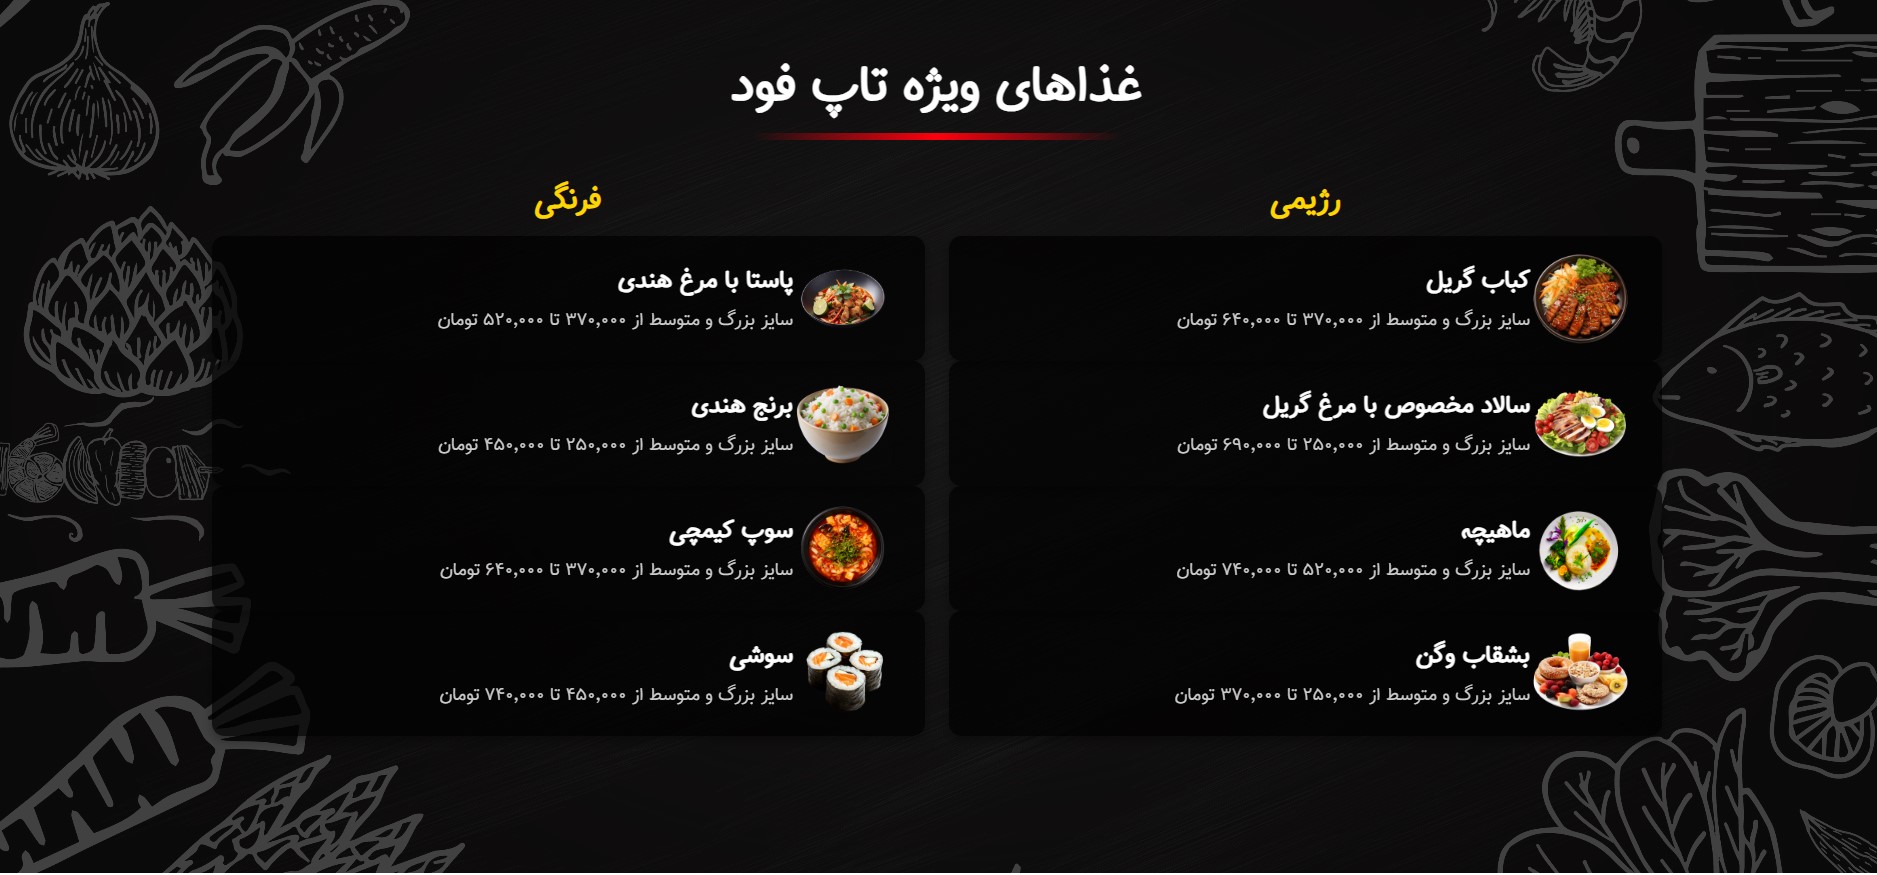 غذاهای ویژه تاپ فود
رژیمی
کباب گریل
سایز بزرگ و متوسط از ۳۷۰,۰۰۰ تا ۶۴۰,۰۰۰ تومان
سالاد مخصوص با مرغ گریل
سایز بزرگ و متوسط از ۲۵۰,۰۰۰ تا ۶۹۰,۰۰۰ تومان
ماهیچه
سایز بزرگ و متوسط از ۵۲۰,۰۰۰ تا ۷۴۰,۰۰۰ تومان
بشقاب وگن
سایز بزرگ و متوسط از ۲۵۰,۰۰۰ تا ۳۷۰,۰۰۰ تومان
فرنگی
پاستا با مرغ هندی
سایز بزرگ و متوسط از ۳۷۰,۰۰۰ تا ۵۲۰,۰۰۰ تومان
برنج هندی
سایز بزرگ و متوسط از ۲۵۰,۰۰۰ تا ۴۵۰,۰۰۰ تومان
سوپ کیمچی
سایز بزرگ و متوسط از ۳۷۰,۰۰۰ تا ۶۴۰,۰۰۰ تومان
سوشی
سایز بزرگ و متوسط از ۴۵۰,۰۰۰ تا ۷۴۰,۰۰۰ تومان